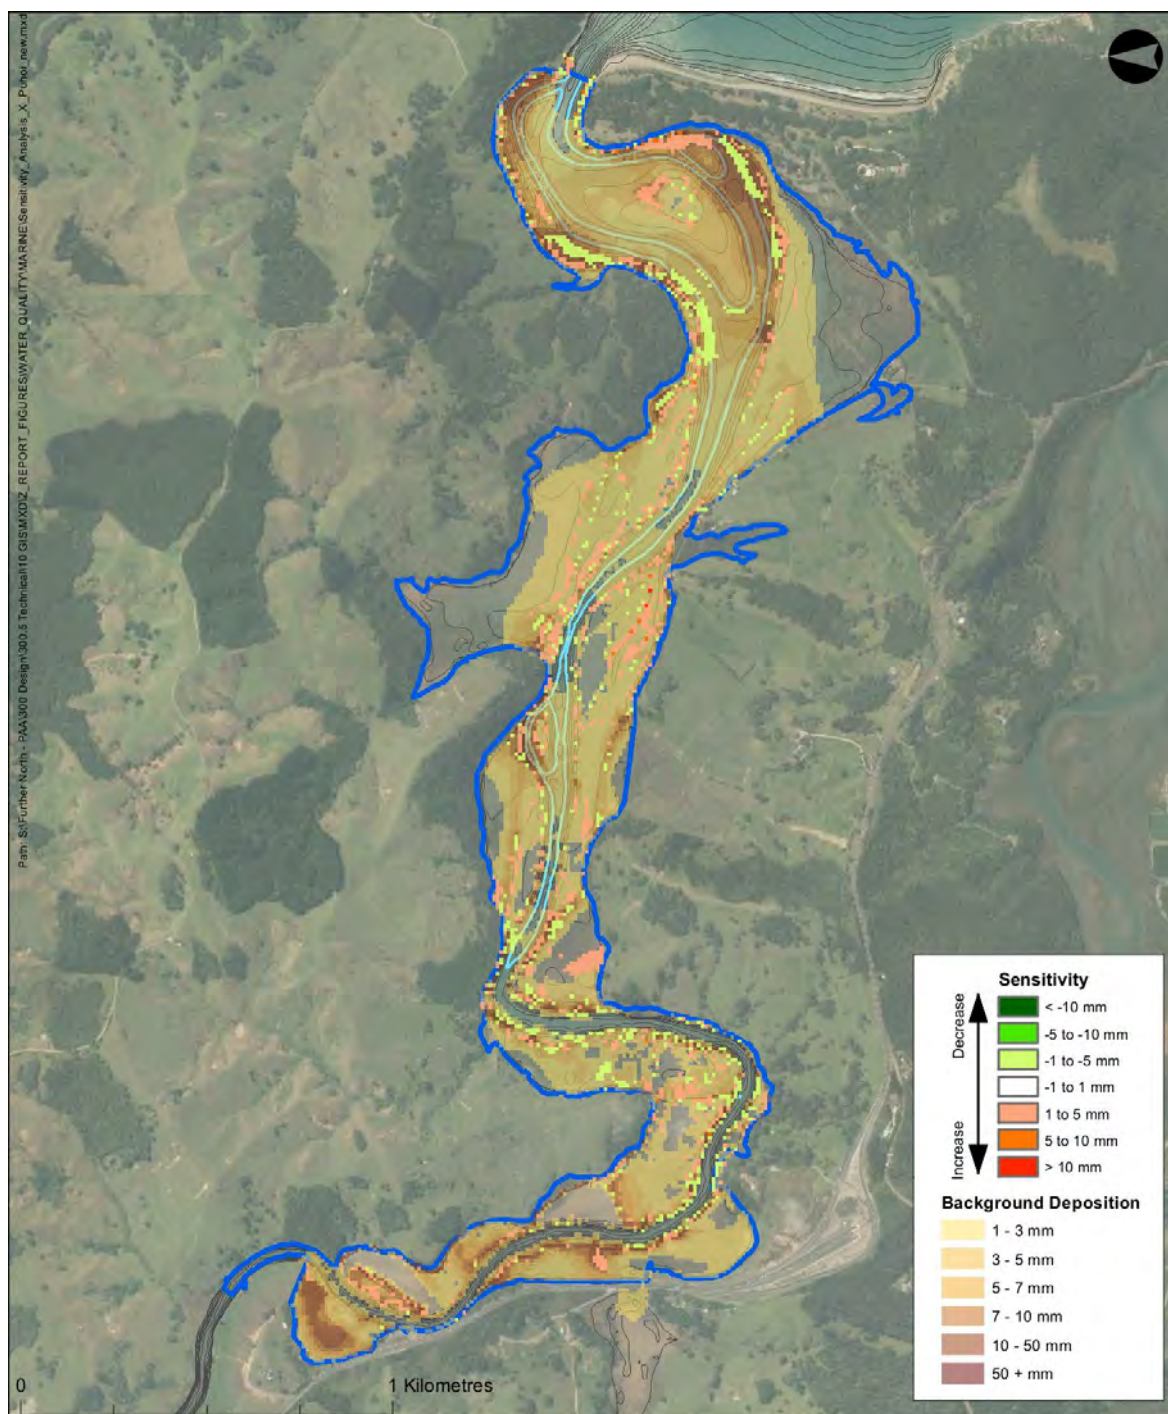 Path: S:\Further North - PAA\300 Design\300.5 Technical\10 GIS\MXD\Z_REPORT_FIGURES\WATER_QUALITY\MARINE\Sensitivity_Analysis_X_Puhoi_new.mxd
Sensitivity
Decrease
Increase
< -10 mm
-5 to -10 mm
-1 to -5 mm
-1 to 1 mm
1 to 5 mm
5 to 10 mm
> 10 mm
Background Deposition
1 - 3 mm
3 - 5 mm
5 - 7 mm
7 - 10 mm
10 - 50 mm
50 + mm
0
1 Kilometres